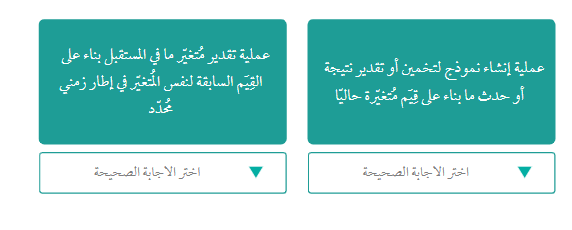 عملية إنشاء نموذج لتخمين أو تقدير نتيجة
أو حدث ما بناء على قِيَم مُتغيّرة حاليّا
اختر الاجابة الصحيحة
عملية تقدير مُتغيّر ما في المستقبل بناء على
القِيَم السابقة لنفس المُتغيّر في إطار زمني
مُحدّد
اختر الاجابة الصحيحة